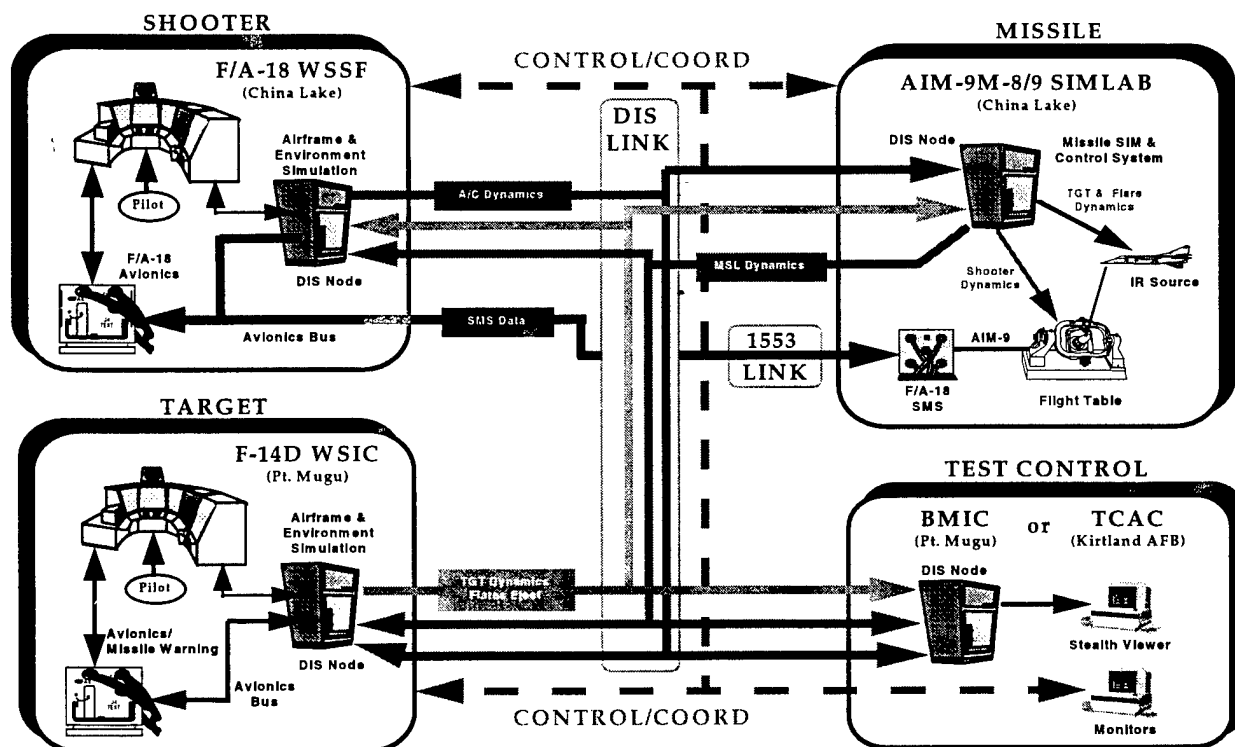 SHOOTER
F/A-18 WSSF
(China Lake)
Airframe &
Environment
Simulation
Pilot
F/A-18
Avionics
DIS Node
Avionics Bus
CONTROL/COORD
DIS
LINK
A/C Dynamics
MSL Dynamics
SMS Data
1553
LINK
MISSILE
AIM-9M-8/9 SIMLAB
(China Lake)
DIS Node
Missile SIM &
Control System
TGT & Flare
Dynamics
Shooter
Dynamics
IR Source
AIM-9
F/A-18
SMS
Flight Table
TARGET
F-14D WSIC
(Pt. Mugu)
Airframe &
Environment
Simulation
Pilot
Avionics/
Missile Warning
DIS Node
Avionics
Bus
TGT Dynamics
CONTROL/COORD
TEST CONTROL
BMIC or TCAC
(Pt. Mugu) (Kirtland AFB)
DIS Node
Stealth Viewer
Monitors